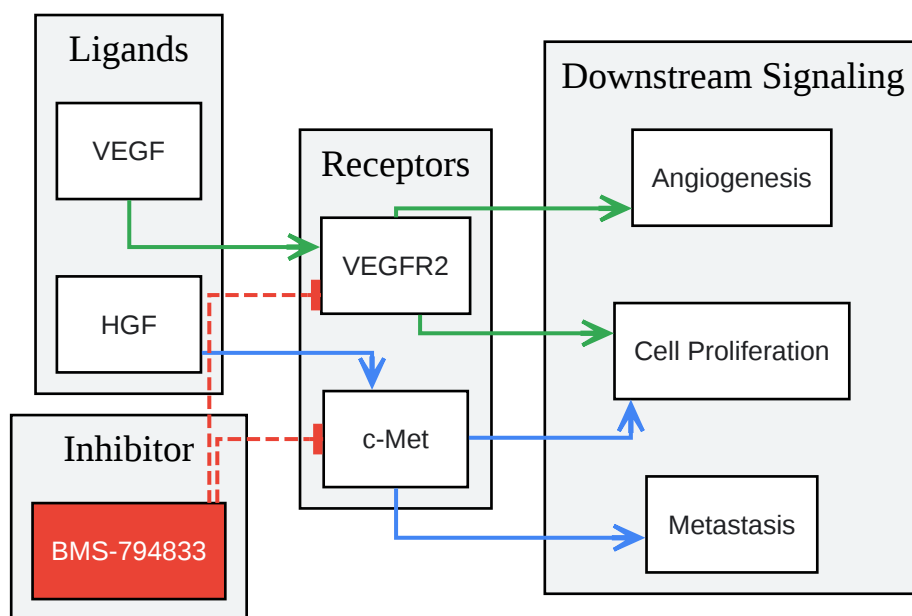 Ligands
VEGF
HGF
Inhibitor
BMS-794833
Receptors
VEGFR2
c-Met
Downstream Signaling
Angiogenesis
Cell Proliferation
Metastasis